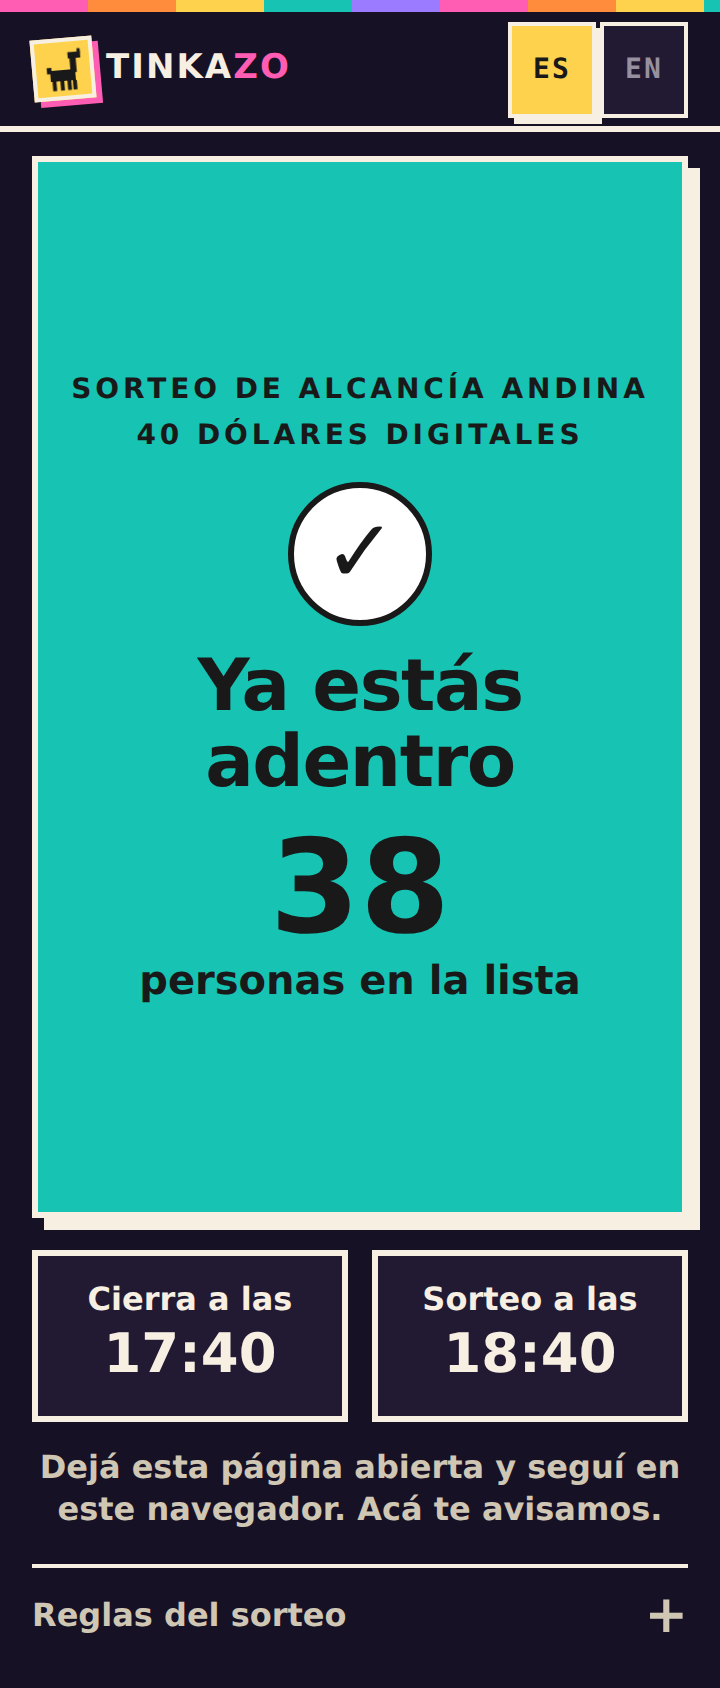 TINKAZO
ES
EN
SORTEO DE ALCANCÍA ANDINA
40 DÓLARES DIGITALES
✓
Ya estás
adentro
38
personas en la lista
Cierra a las
17:40
Sorteo a las
18:40
Dejá esta página abierta y seguí en
este navegador. Acá te avisamos.
Reglas del sorteo
+